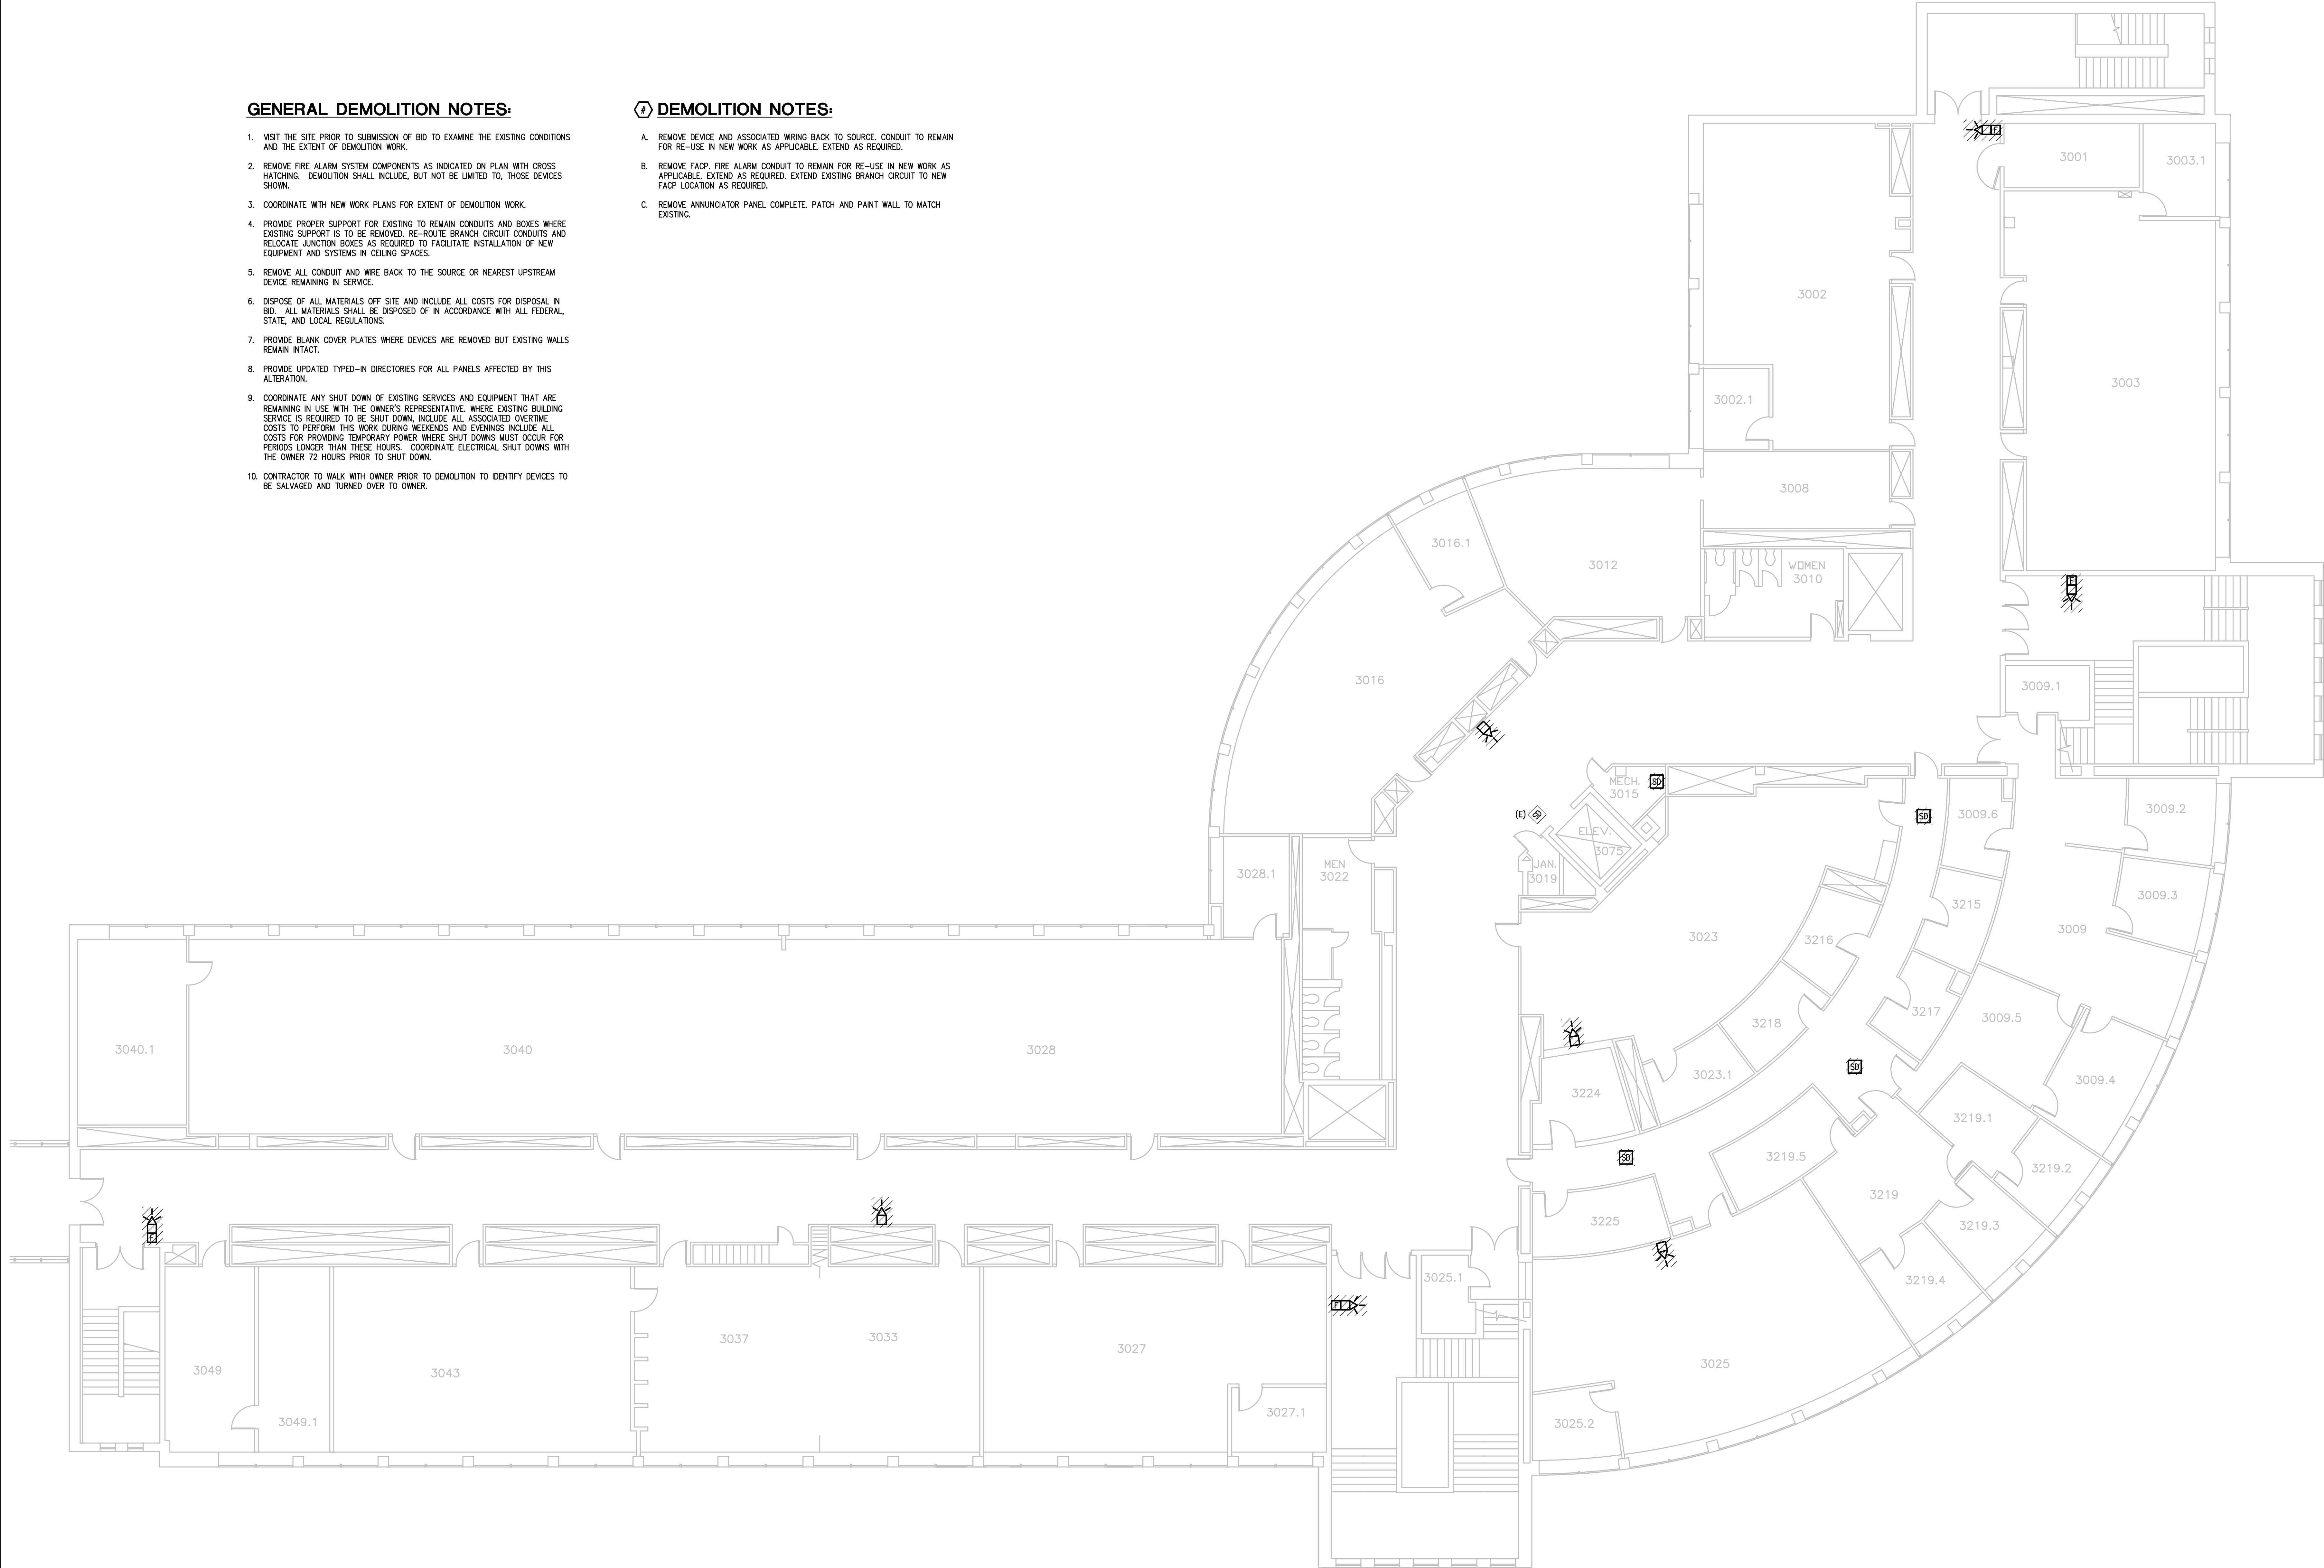 GENERAL DEMOLITION NOTES:
1. VISIT THE SITE PRIOR TO SUBMISSION OF BID TO EXAMINE THE EXISTING CONDITIONS
AND THE EXTENT OF DEMOLITION WORK.
2. REMOVE FIRE ALARM SYSTEM COMPONENTS AS INDICATED ON PLAN WITH CROSS
HATCHING. DEMOLITION SHALL INCLUDE, BUT NOT BE LIMITED TO, THOSE DEVICES
SHOWN.
3. COORDINATE WITH NEW WORK PLANS FOR EXTENT OF DEMOLITION WORK.
4. PROVIDE PROPER SUPPORT FOR EXISTING TO REMAIN CONDUITS AND BOXES WHERE
EXISTING SUPPORT IS TO BE REMOVED. RE-ROUTE BRANCH CIRCUIT CONDUITS AND
RELOCATE JUNCTION BOXES AS REQUIRED TO FACILITATE INSTALLATION OF NEW
EQUIPMENT AND SYSTEMS IN CEILING SPACES.
5. REMOVE ALL CONDUIT AND WIRE BACK TO THE SOURCE OR NEAREST UPSTREAM
DEVICE REMAINING IN SERVICE.
6. DISPOSE OF ALL MATERIALS OFF SITE AND INCLUDE ALL COSTS FOR DISPOSAL IN
BID. ALL MATERIALS SHALL BE DISPOSED OF IN ACCORDANCE WITH ALL FEDERAL,
STATE, AND LOCAL REGULATIONS.
7. PROVIDE BLANK COVER PLATES WHERE DEVICES ARE REMOVED BUT EXISTING WALLS
REMAIN INTACT.
8. PROVIDE UPDATED TYPED-IN DIRECTORIES FOR ALL PANELS AFFECTED BY THIS
ALTERATION.
9. COORDINATE ANY SHUT DOWN OF EXISTING SERVICES AND EQUIPMENT THAT ARE
REMAINING IN USE WITH THE OWNER'S REPRESENTATIVE. WHERE EXISTING BUILDING
SERVICE IS REQUIRED TO BE SHUT DOWN, INCLUDE ALL ASSOCIATED OVERTIME
COSTS TO PERFORM THIS WORK DURING WEEKENDS AND EVENINGS INCLUDE ALL
COSTS FOR PROVIDING TEMPORARY POWER WHERE SHUT DOWNS MUST OCCUR FOR
PERIODS LONGER THAN THESE HOURS. COORDINATE ELECTRICAL SHUT DOWNS WITH
THE OWNER 72 HOURS PRIOR TO SHUT DOWN.
10. CONTRACTOR TO WALK WITH OWNER PRIOR TO DEMOLITION TO IDENTIFY DEVICES TO
BE SALVAGED AND TURNED OVER TO OWNER.
# DEMOLITION NOTES:
A. REMOVE DEVICE AND ASSOCIATED WIRING BACK TO SOURCE. CONDUIT TO REMAIN
FOR RE-USE IN NEW WORK AS APPLICABLE. EXTEND AS REQUIRED.
B. REMOVE FACP. FIRE ALARM CONDUIT TO REMAIN FOR RE-USE IN NEW WORK AS
APPLICABLE. EXTEND AS REQUIRED. EXTEND EXISTING BRANCH CIRCUIT TO NEW
FACP LOCATION AS REQUIRED.
C. REMOVE ANNUNCIATOR PANEL COMPLETE. PATCH AND PAINT WALL TO MATCH
EXISTING.
F
3001
3003.1
3002
3003
3002.1
3008
3016.1
3012
WOMEN
3010
F
3016
3009.1
MECH.
3015
SD
(E) SD
ELEV.
3075
JAN.
3019
SD
3009.6
3009.2
3028.1
MEN
3022
3009.3
3215
3009
3023
3216
3217
3009.5
3218
3040.1
3040
3028
SD
3023.1
3009.4
3224
3219.1
SD
3219.5
3219.2
3219
3225
3219.3
F
3025.1
3219.4
F
3037
3033
3027
3025
3049
3043
3027.1
3049.1
3025.2